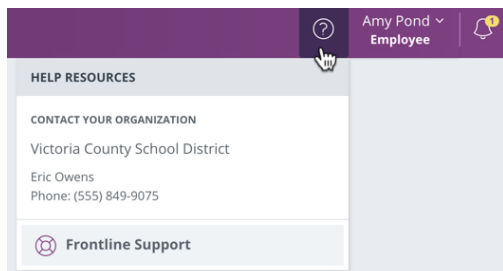 Amy Pond
Employee
1
HELP RESOURCES
CONTACT YOUR ORGANIZATION
Victoria County School District
Eric Owens
Phone: (555) 849-9075
Frontline Support